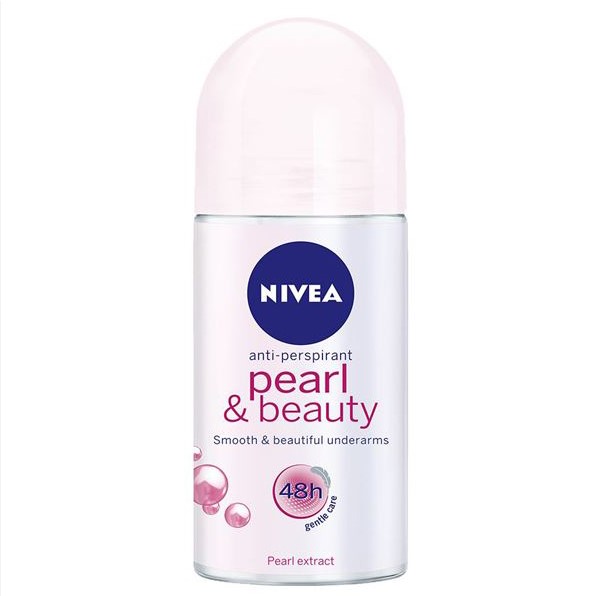 NIVEA
anti-perspirant
pearl
& beauty
Smooth & beautiful underarms
48h
gentle care
Pearl extract